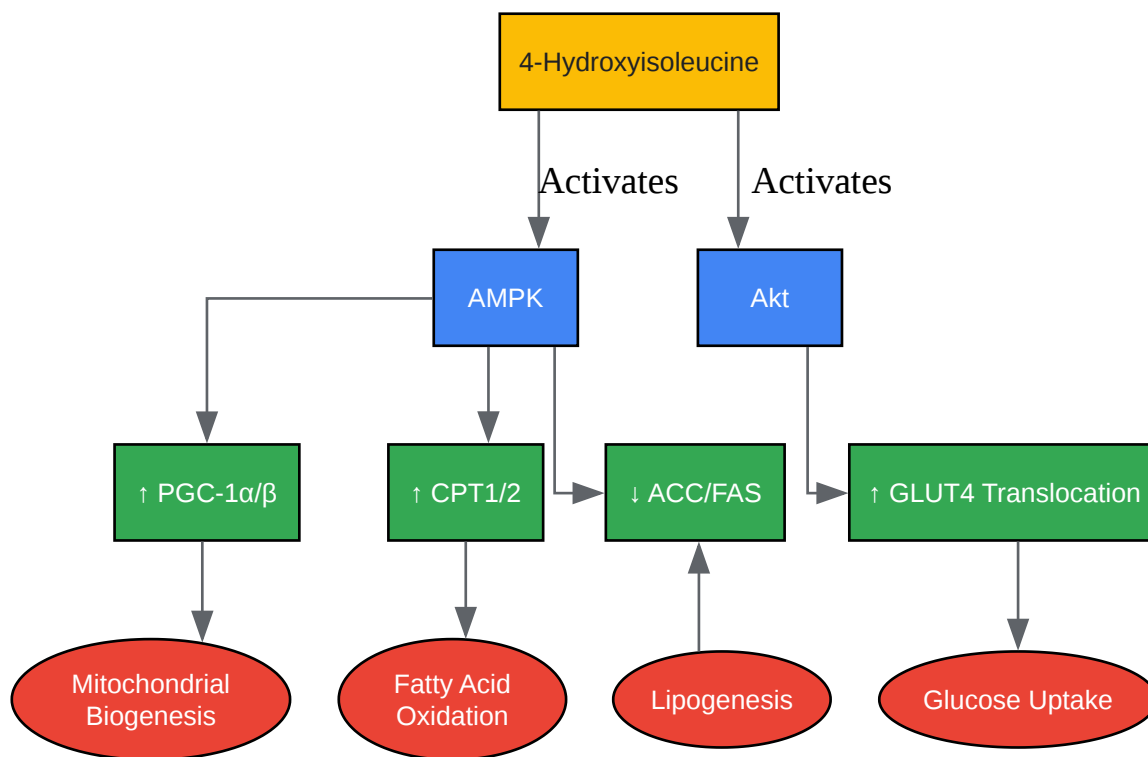 4-Hydroxyisoleucine
Activates
Activates
AMPK
Akt
↑ PGC-1α/β
↑ CPT1/2
↓ ACC/FAS
↑ GLUT4 Translocation
Mitochondrial
Biogenesis
Fatty Acid
Oxidation
Lipogenesis
Glucose Uptake